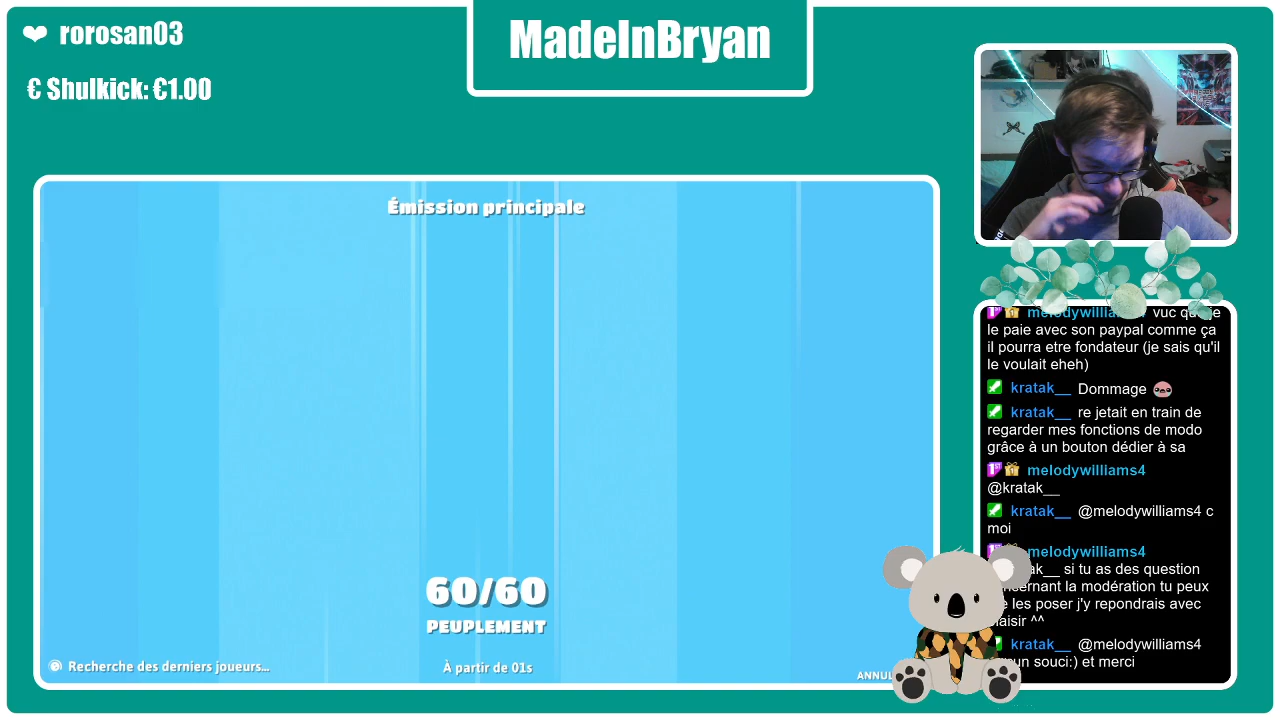 rorosan03
€ Shulkick: €1.00
MadeInBryan
Émission principale
60/60
PEUPLEMENT
Recherche des derniers joueurs...
À partir de 01s
le paie avec son paypal comme ça
il pourra etre fondateur (je sais qu'il
le voulait eheh)
kratak__ Dommage
kratak__ re jetait en train de
regarder mes fonctions de modo
grâce à un bouton dédier à sa
melodywilliams4
@kratak__
kratak__ @melodywilliams4 c
moi
melodywilliams4
si tu as des question
la modération tu peux
les poser j'y repondrais avec
^^
kratak__ @melodywilliams4
souci:) et merci